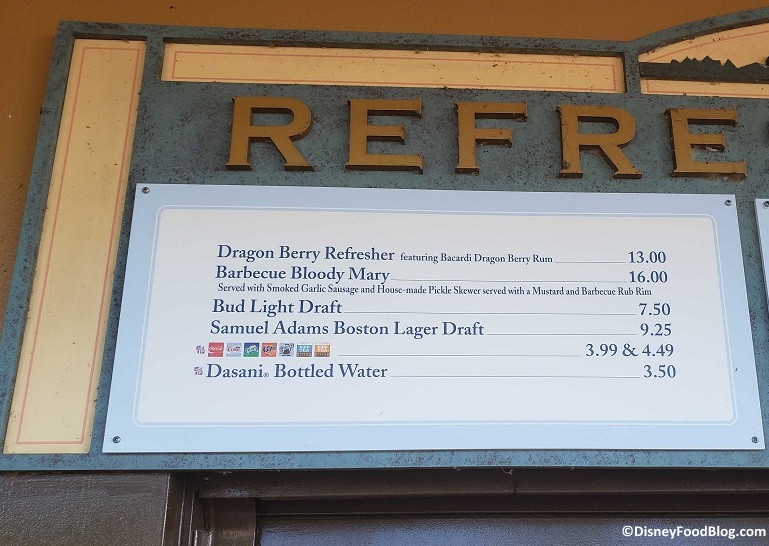 REFRE
Dragon Berry Refresher featuring Bacardi Dragon Berry Rum 13.00
Barbecue Bloody Mary 16.00
Served with Smoked Garlic Sausage and House-made Pickle Skewer served with a Mustard and Barbecue Rub Rim
Bud Light Draft 7.50
Samuel Adams Boston Lager Draft 9.25
3.99 & 4.49
Dasani® Bottled Water 3.50
©DisneyFoodBlog.com